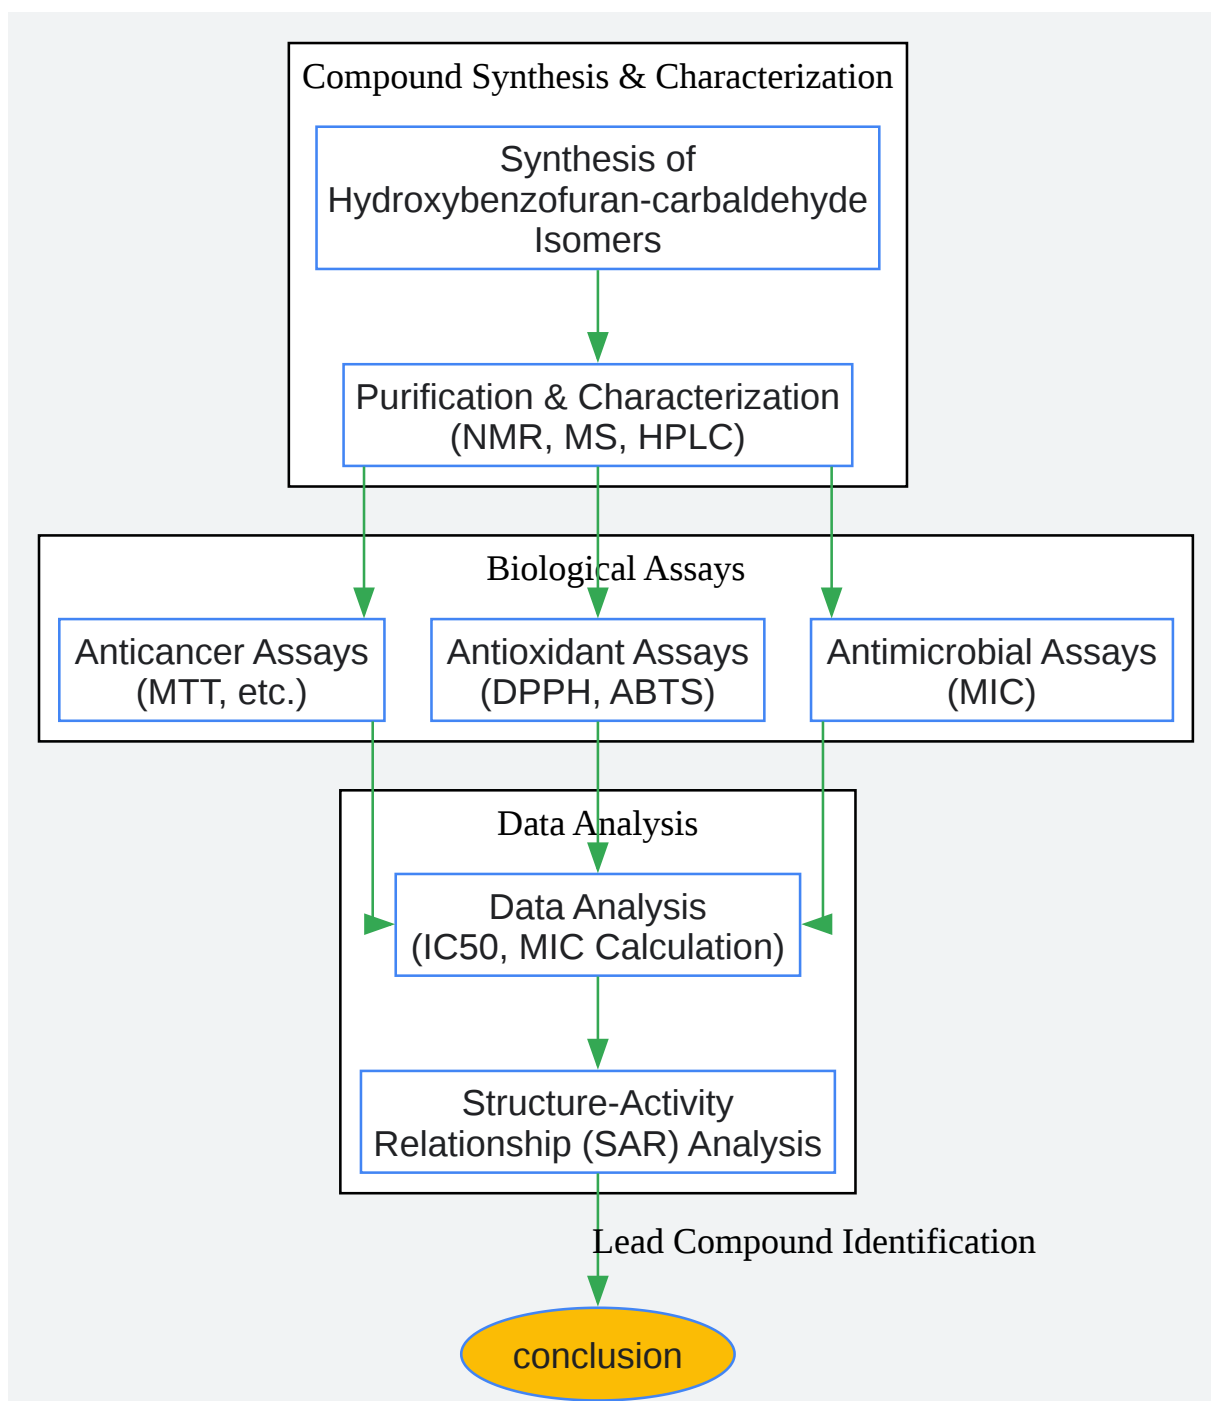 Compound Synthesis & Characterization
Synthesis of
Hydroxybenzofuran-carbaldehyde
Isomers
Purification & Characterization
(NMR, MS, HPLC)
Biological Assays
Anticancer Assays
(MTT, etc.)
Antioxidant Assays
(DPPH, ABTS)
Antimicrobial Assays
(MIC)
Data Analysis
Data Analysis
(IC50, MIC Calculation)
Structure-Activity
Relationship (SAR) Analysis
Lead Compound Identification
conclusion